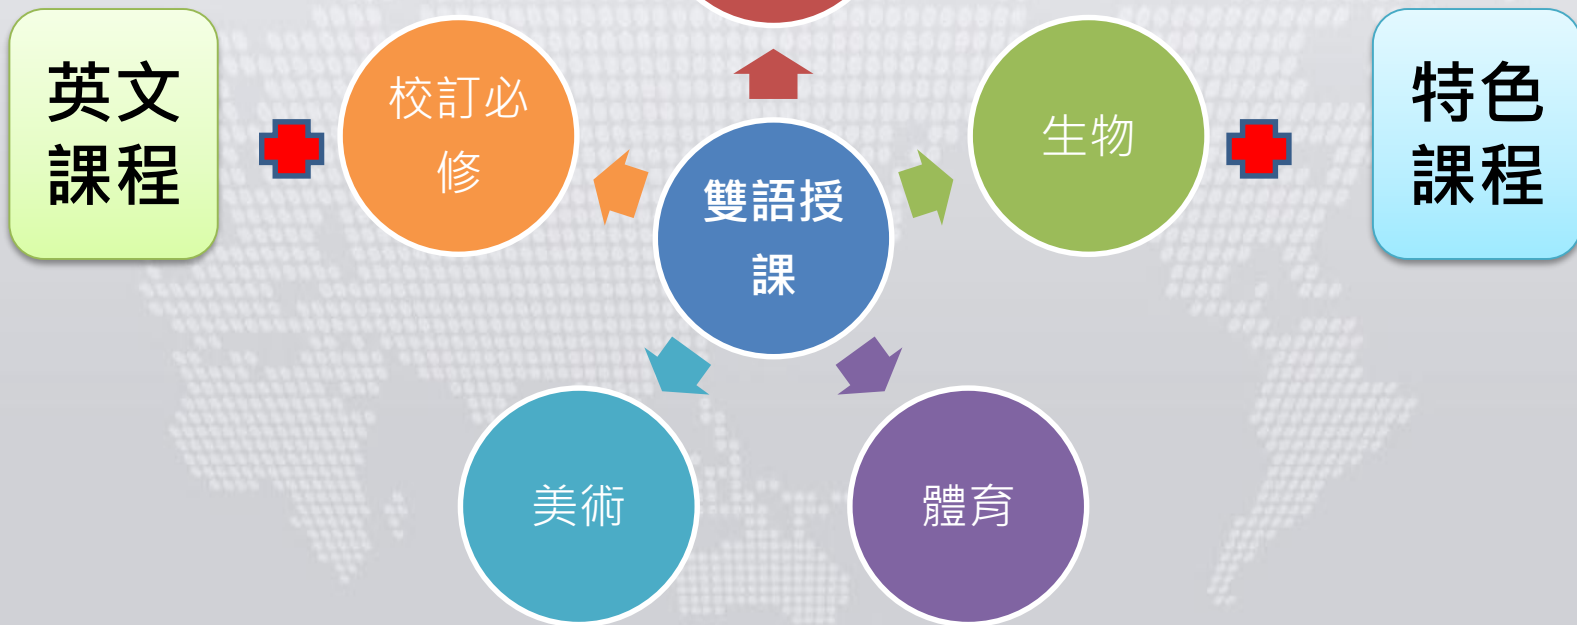 英文
課程
校訂必
修
雙語授
課
生物
特色
課程
美術
體育